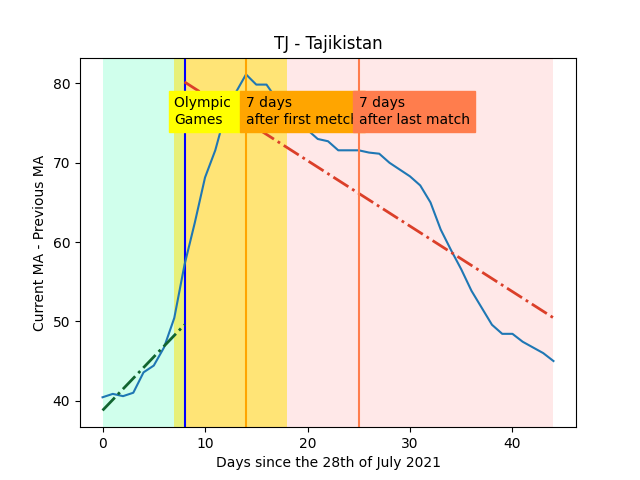 TJ - Tajikistan
Current MA - Previous MA
80
70
60
50
40
Olympic
Games
7 days
after first metch
7 days
after last match
0
10
20
30
40
Days since the 28th of July 2021